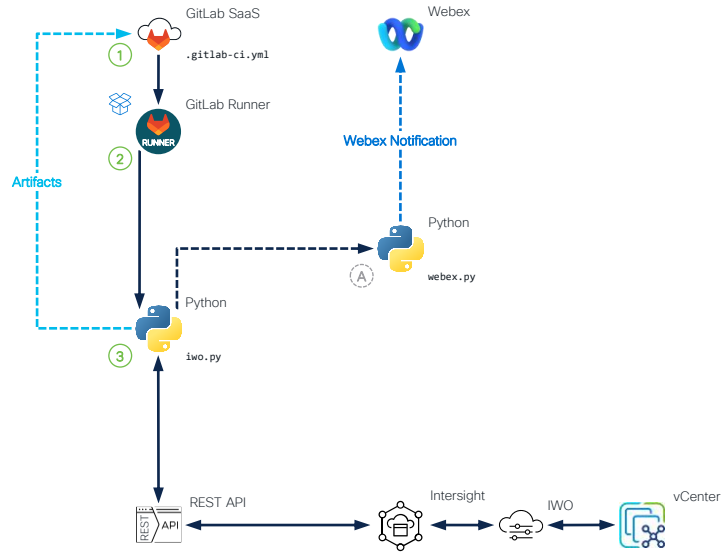 GitLab SaaS
1
.gitlab-ci.yml
Webex
GitLab Runner
RUNNER
2
Webex Notification
Artifacts
Python
A
webex.py
Python
3
iwo.py
REST API
REST
API
Intersight
IWO
vCenter